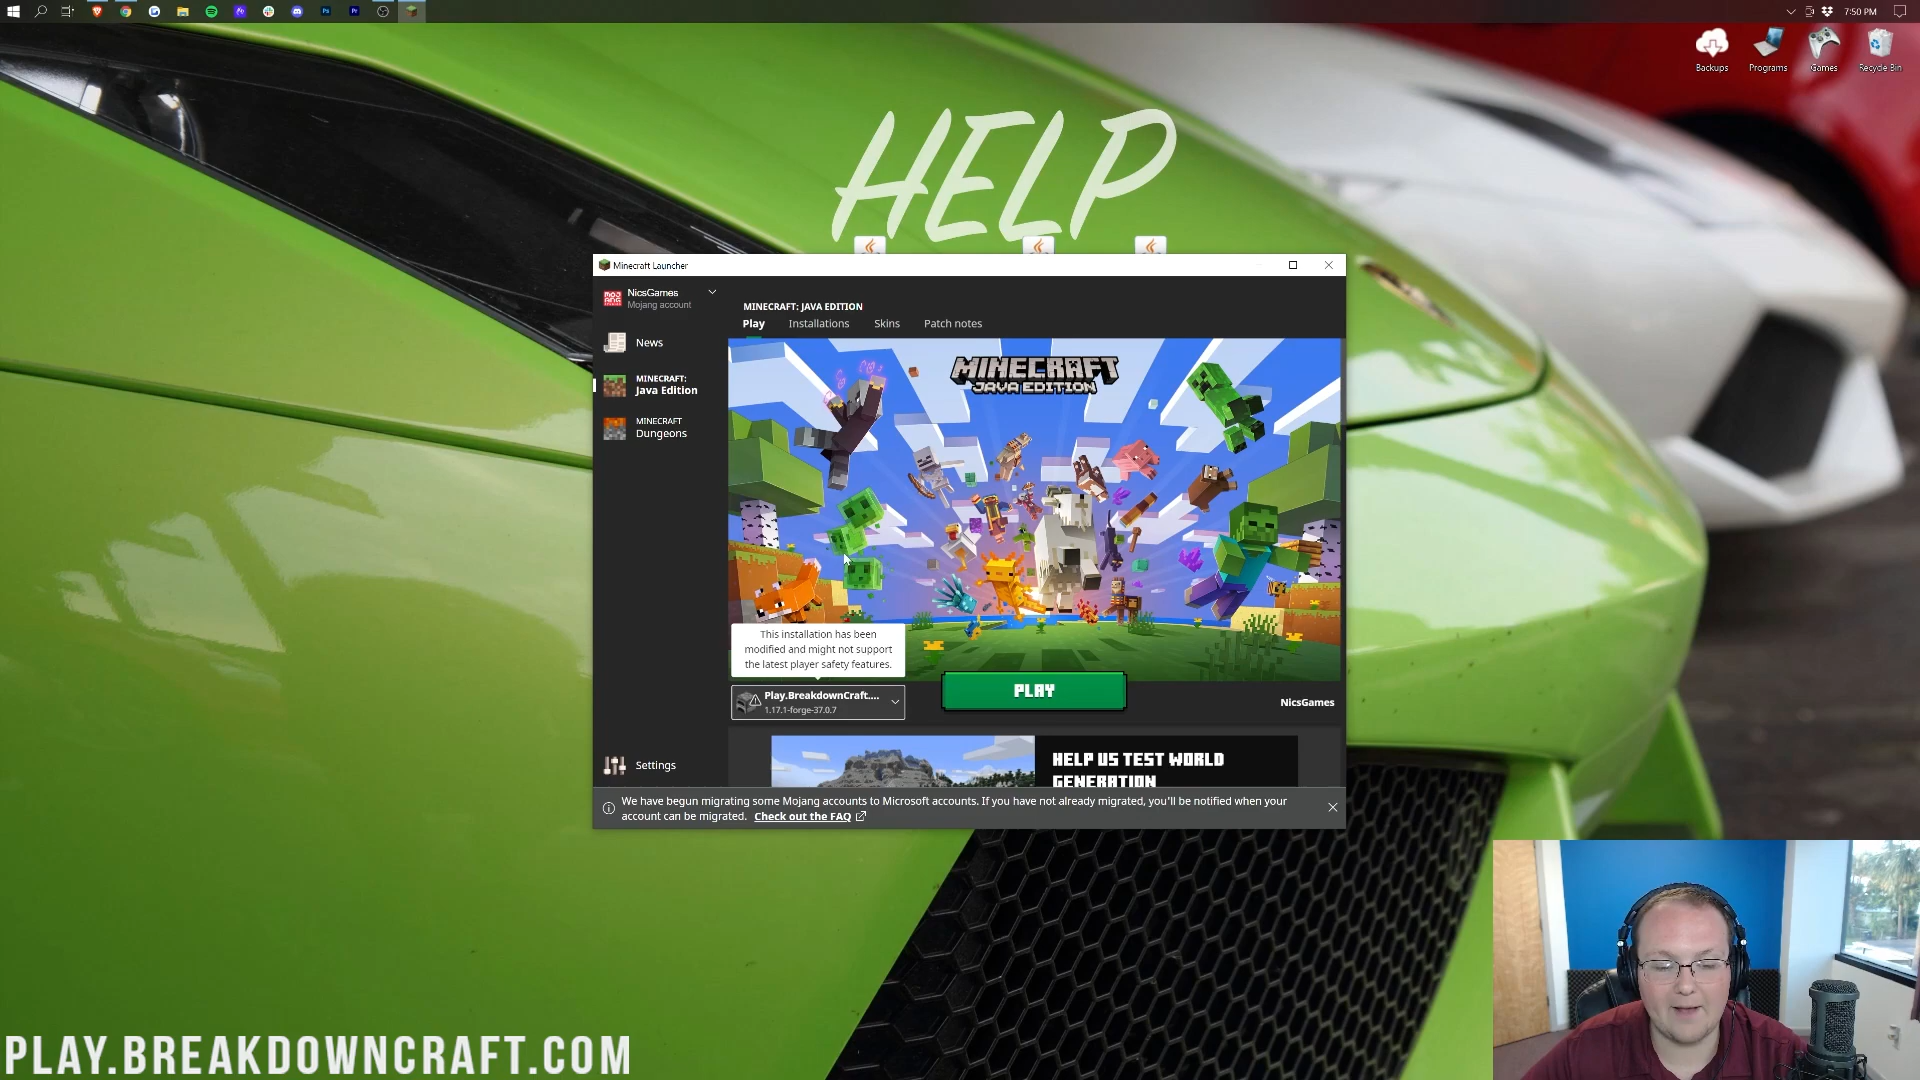 7:50 PM
Backups
Programs
Games
Recycle Bin
HELP
Minecraft Launcher
NicsGames
Mojang account
MINECRAFT: JAVA EDITION
Play
Installations
Skins
Patch notes
News
MINECRAFT:
Java Edition
MINECRAFT
Dungeons
MINECRAFT
JAVA EDITION
This installation has been
modified and might not support
the latest player safety features.
Play.BreakdownCraft....
1.17.1-forge-37.0.7
PLAY
NicsGames
HELP US TEST WORLD
GENERATION
Settings
We have begun migrating some Mojang accounts to Microsoft accounts. If you have not already migrated, you'll be notified when your
account can be migrated. Check out the FAQ
PLAY.BREAKDOWNCRAFT.COM